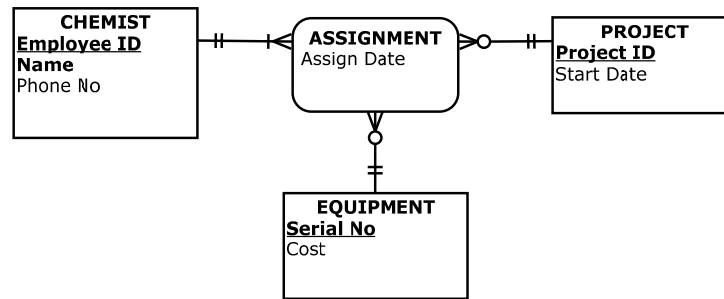 CHEMIST
Employee ID
Name
Phone No
ASSIGNMENT
Assign Date
PROJECT
Project ID
Start Date
EQUIPMENT
Serial No
Cost